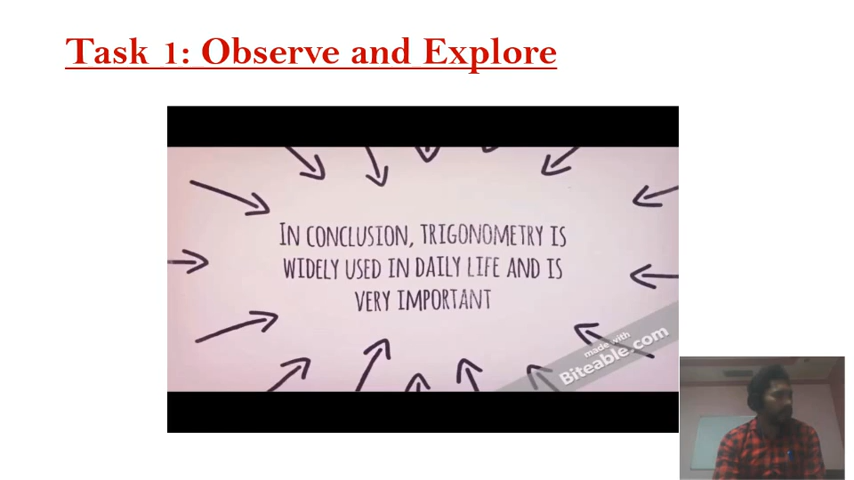 Task 1: Observe and Explore
IN CONCLUSION, TRIGONOMETRY IS
WIDELY USED IN DAILY LIFE AND IS
VERY IMPORTANT
made with
Biteable.com